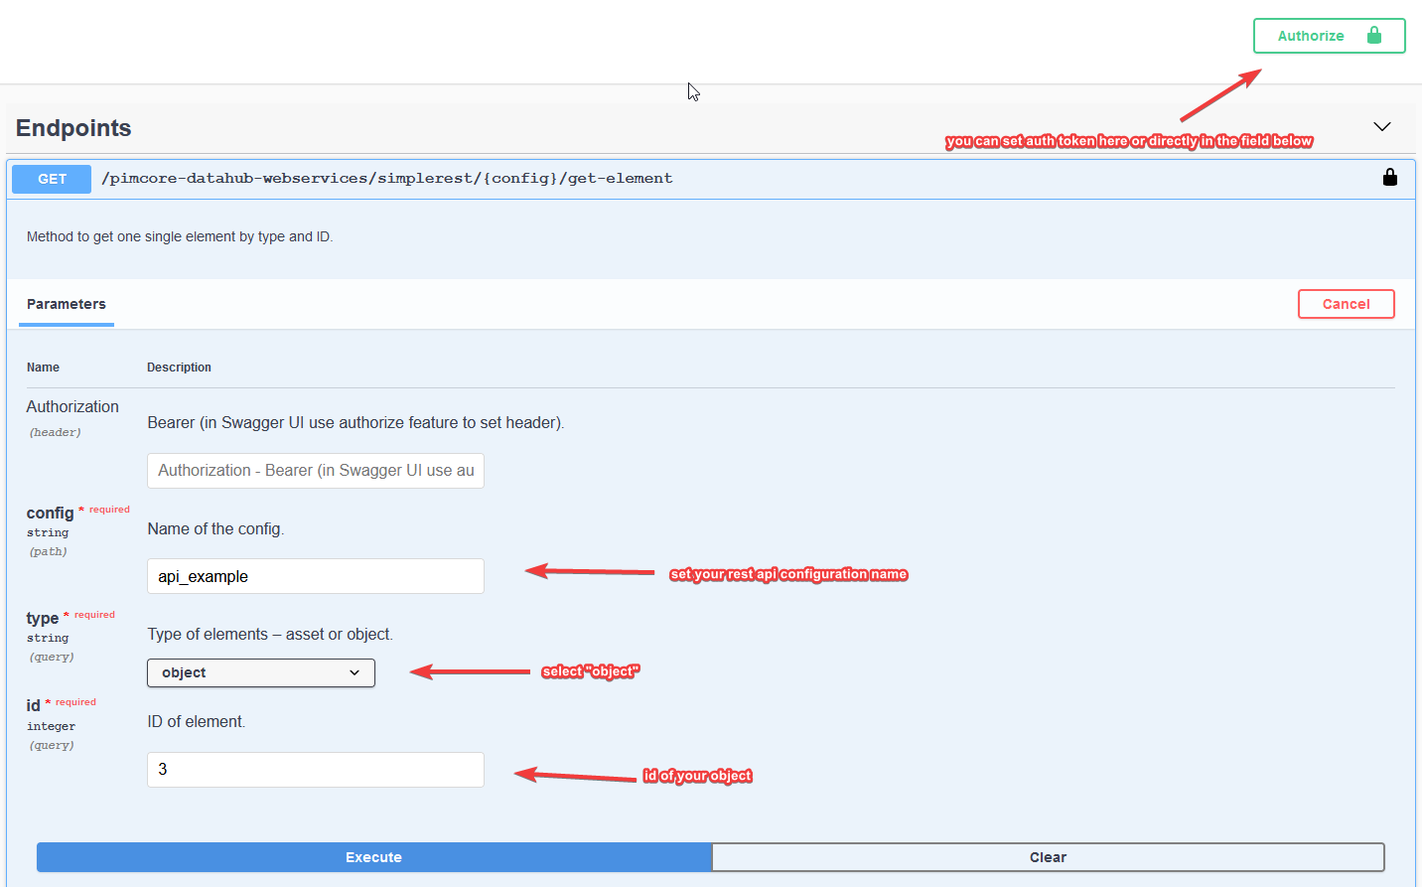 Authorize
you can set auth token here or directly in the field below
Endpoints
GET /pimcore-datahub-webservices/simplerest/{config}/get-element
Method to get one single element by type and ID.
Parameters
Cancel
Name Description
Authorization
(header)
Bearer (in Swagger UI use authorize feature to set header).
Authorization - Bearer (in Swagger UI use au
config * required
string
(path)
Name of the config.
api_example
set your rest api configuration name
type * required
string
(query)
Type of elements – asset or object.
object
select "object"
id * required
integer
(query)
ID of element.
3
id of your object
Execute
Clear